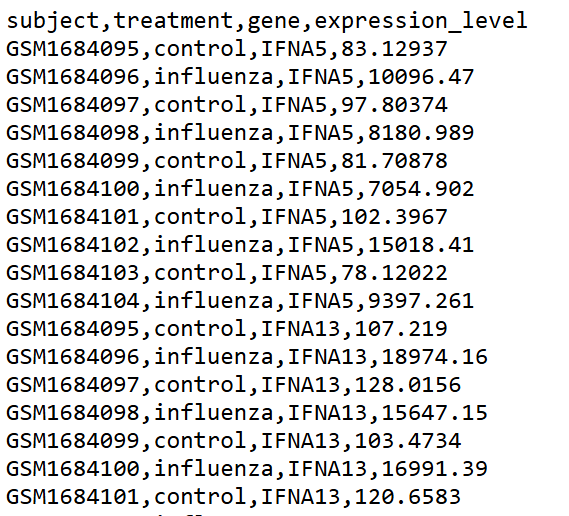 subject,treatment,gene,expression_level
GSM1684095,control,IFNA5,83.12937
GSM1684096,influenza,IFNA5,10096.47
GSM1684097,control,IFNA5,97.80374
GSM1684098,influenza,IFNA5,8180.989
GSM1684099,control,IFNA5,81.70878
GSM1684100,influenza,IFNA5,7054.902
GSM1684101,control,IFNA5,102.3967
GSM1684102,influenza,IFNA5,15018.41
GSM1684103,control,IFNA5,78.12022
GSM1684104,influenza,IFNA5,9397.261
GSM1684095,control,IFNA13,107.219
GSM1684096,influenza,IFNA13,18974.16
GSM1684097,control,IFNA13,128.0156
GSM1684098,influenza,IFNA13,15647.15
GSM1684099,control,IFNA13,103.4734
GSM1684100,influenza,IFNA13,16991.39
GSM1684101,control,IFNA13,120.6583